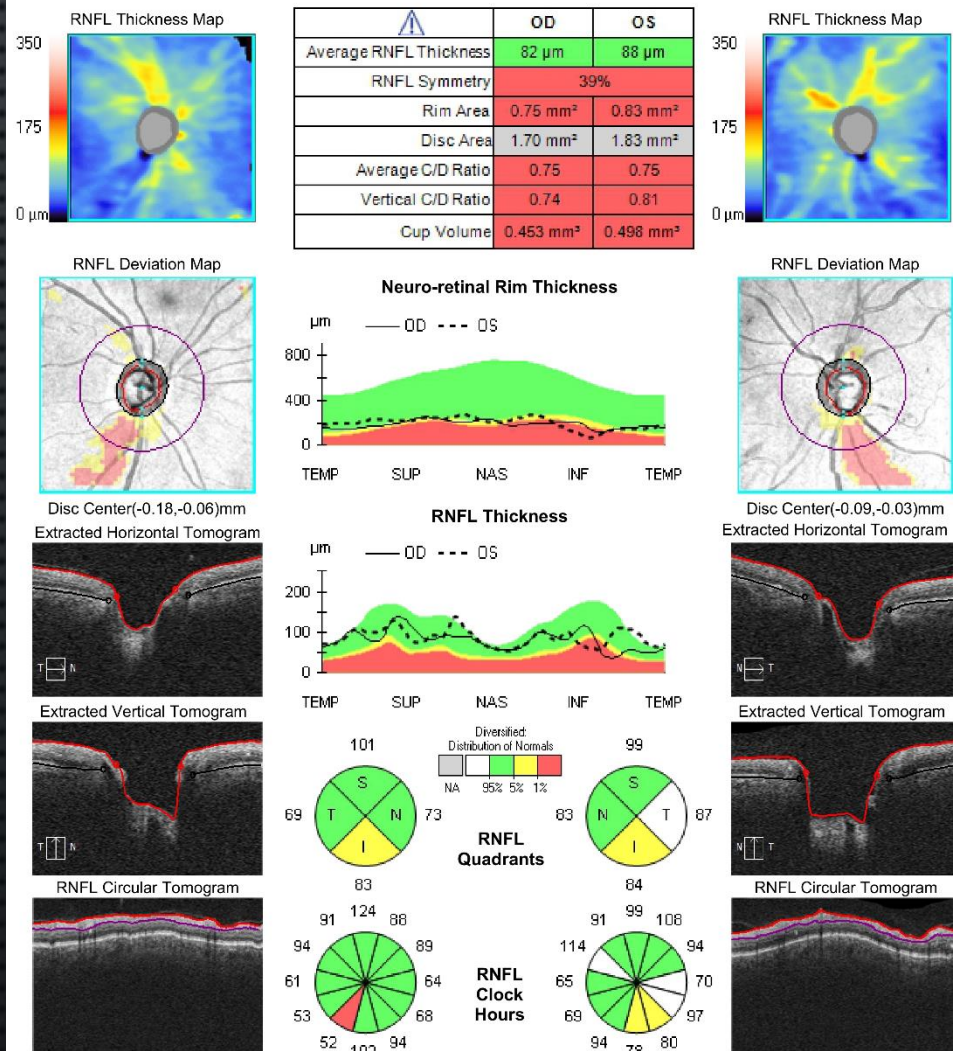 RNFL Thickness Map
350
175
0 µm
OD OS
Average RNFL Thickness 82 µm 88 µm
RNFL Symmetry 39%
Rim Area 0.75 mm² 0.83 mm²
Disc Area 1.70 mm² 1.83 mm²
Average C/D Ratio 0.75 0.75
Vertical C/D Ratio 0.74 0.81
Cup Volume 0.453 mm³ 0.498 mm³
RNFL Thickness Map
350
175
0 µm
RNFL Deviation Map
Disc Center(-0.18,-0.06)mm
Neuro-retinal Rim Thickness
µm OD OS
800
400
0
TEMP SUP NAS INF TEMP
RNFL Deviation Map
Disc Center(-0.09,-0.03)mm
Extracted Horizontal Tomogram
T N
RNFL Thickness
µm OD OS
200
100
0
TEMP SUP NAS INF TEMP
Extracted Horizontal Tomogram
N T
Extracted Vertical Tomogram
T N
Diversified:
Distribution of Normals
NA 95% 5% 1%
101
S
69 T N 73
I
83
RNFL
Quadrants
99
S
83 N T 87
I
84
Extracted Vertical Tomogram
N T
RNFL Circular Tomogram
124
91 88
94 89
61 64
53 68
52 94
102
RNFL
Clock
Hours
99
91 108
114 94
65 70
69 97
94 80
78
RNFL Circular Tomogram